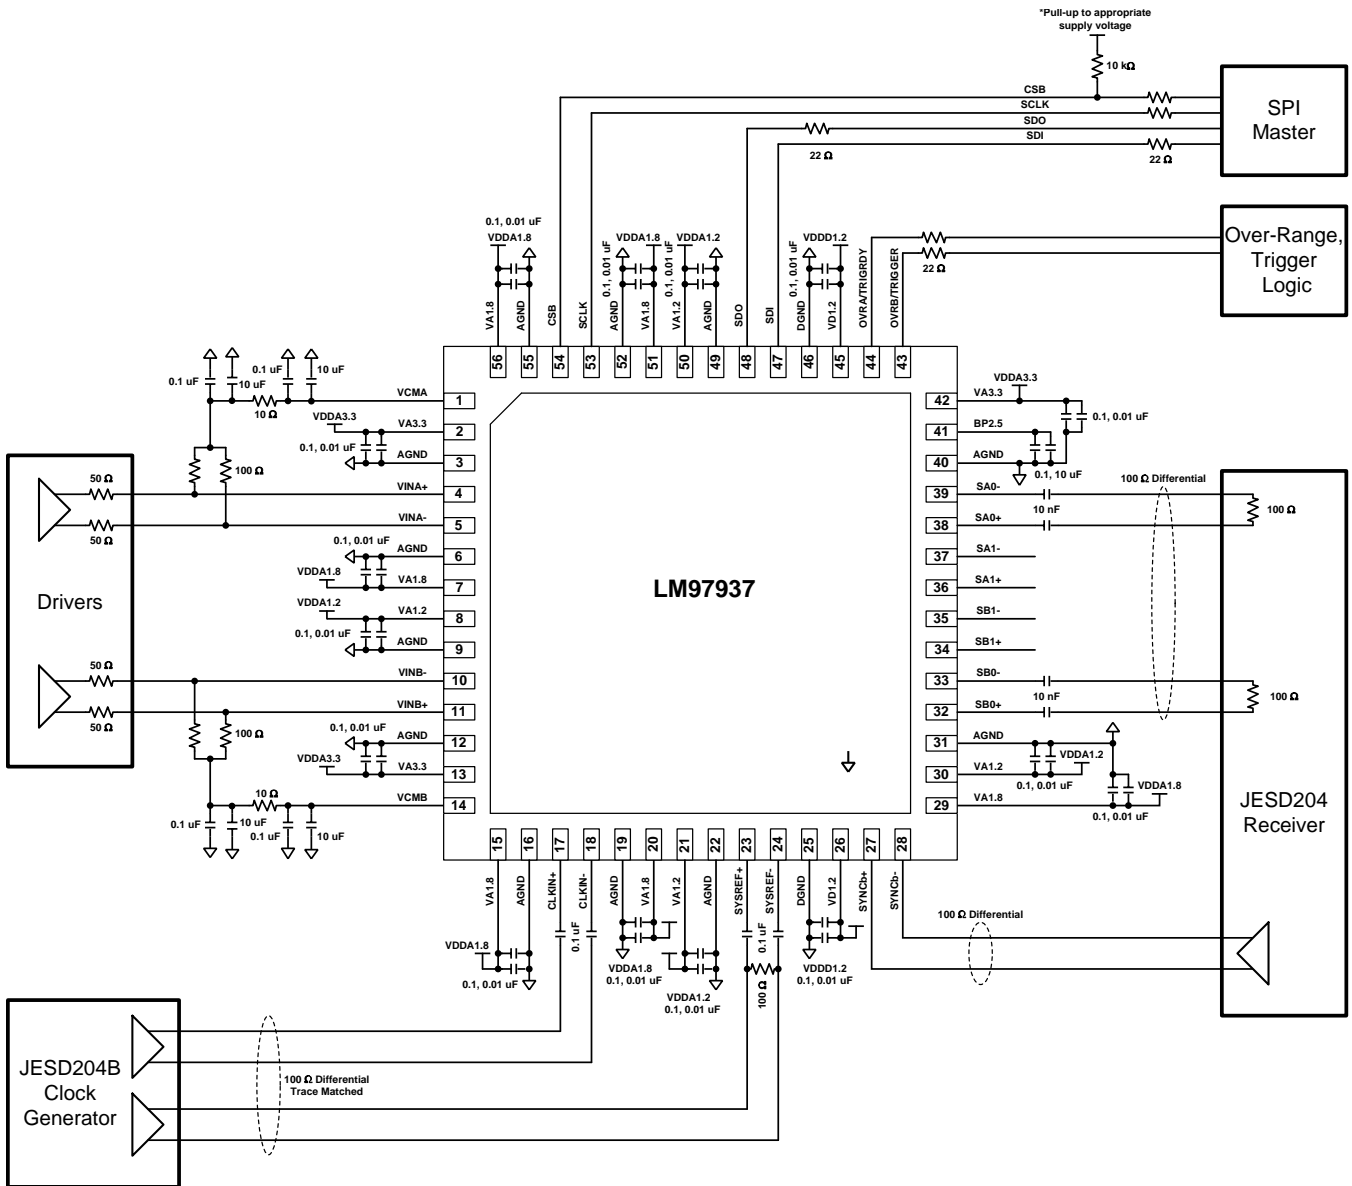 *Pull-up to appropriate
supply voltage
10 kΩ
CSB
SCLK
SDO
SDI
22 Ω
22 Ω
SPI
Master
Over-Range,
Trigger
Logic
22 Ω
0.1, 0.01 uF
VDDA1.8
VDDA1.8
VDDA1.2
VDDD1.2
0.1, 0.01 uF
0.1, 0.01 uF
0.1, 0.01 uF
VA1.8
AGND
CSB
SCLK
AGND
VA1.8
VA1.2
AGND
SDO
SDI
DGND
VD1.2
OVRA/TRIGRDY
OVRB/TRIGGER
56
55
54
53
52
51
50
49
48
47
46
45
44
43
0.1 uF
10 uF
0.1 uF
10 uF
10 Ω
VCMA
1
VDDA3.3
VA3.3
2
0.1, 0.01 uF
AGND
3
100 Ω
50 Ω
VINA+
4
50 Ω
VINA-
5
0.1, 0.01 uF
AGND
6
VDDA1.8
VA1.8
7
VDDA1.2
VA1.2
8
0.1, 0.01 uF
AGND
9
Drivers
50 Ω
VINB-
10
50 Ω
VINB+
11
100 Ω
0.1, 0.01 uF
AGND
12
VDDA3.3
VA3.3
13
10 Ω
VCMB
14
0.1 uF
10 uF
0.1 uF
10 uF
LM97937
42
VA3.3
VDDA3.3
0.1, 0.01 uF
41
BP2.5
40
AGND
0.1, 10 uF
100 Ω Differential
39
SA0-
10 nF
100 Ω
38
SA0+
37
SA1-
36
SA1+
35
SB1-
34
SB1+
33
SB0-
10 nF
100 Ω
32
SB0+
31
AGND
VDDA1.2
30
VA1.2
0.1, 0.01 uF
VDDA1.8
29
VA1.8
0.1, 0.01 uF
JESD204
Receiver
15
16
17
18
19
20
21
22
23
24
25
26
27
28
VA1.8
AGND
CLKIN+
CLKIN-
AGND
VA1.8
VA1.2
AGND
SYSREF+
SYSREF-
DGND
VD1.2
SYNCb+
SYNCb-
VDDA1.8
0.1, 0.01 uF
0.1 uF
VDDA1.8
0.1, 0.01 uF
VDDA1.2
0.1, 0.01 uF
0.1 uF
100 Ω
VDDD1.2
0.1, 0.01 uF
100 Ω Differential
JESD204B
Clock
Generator
100 Ω Differential
Trace Matched